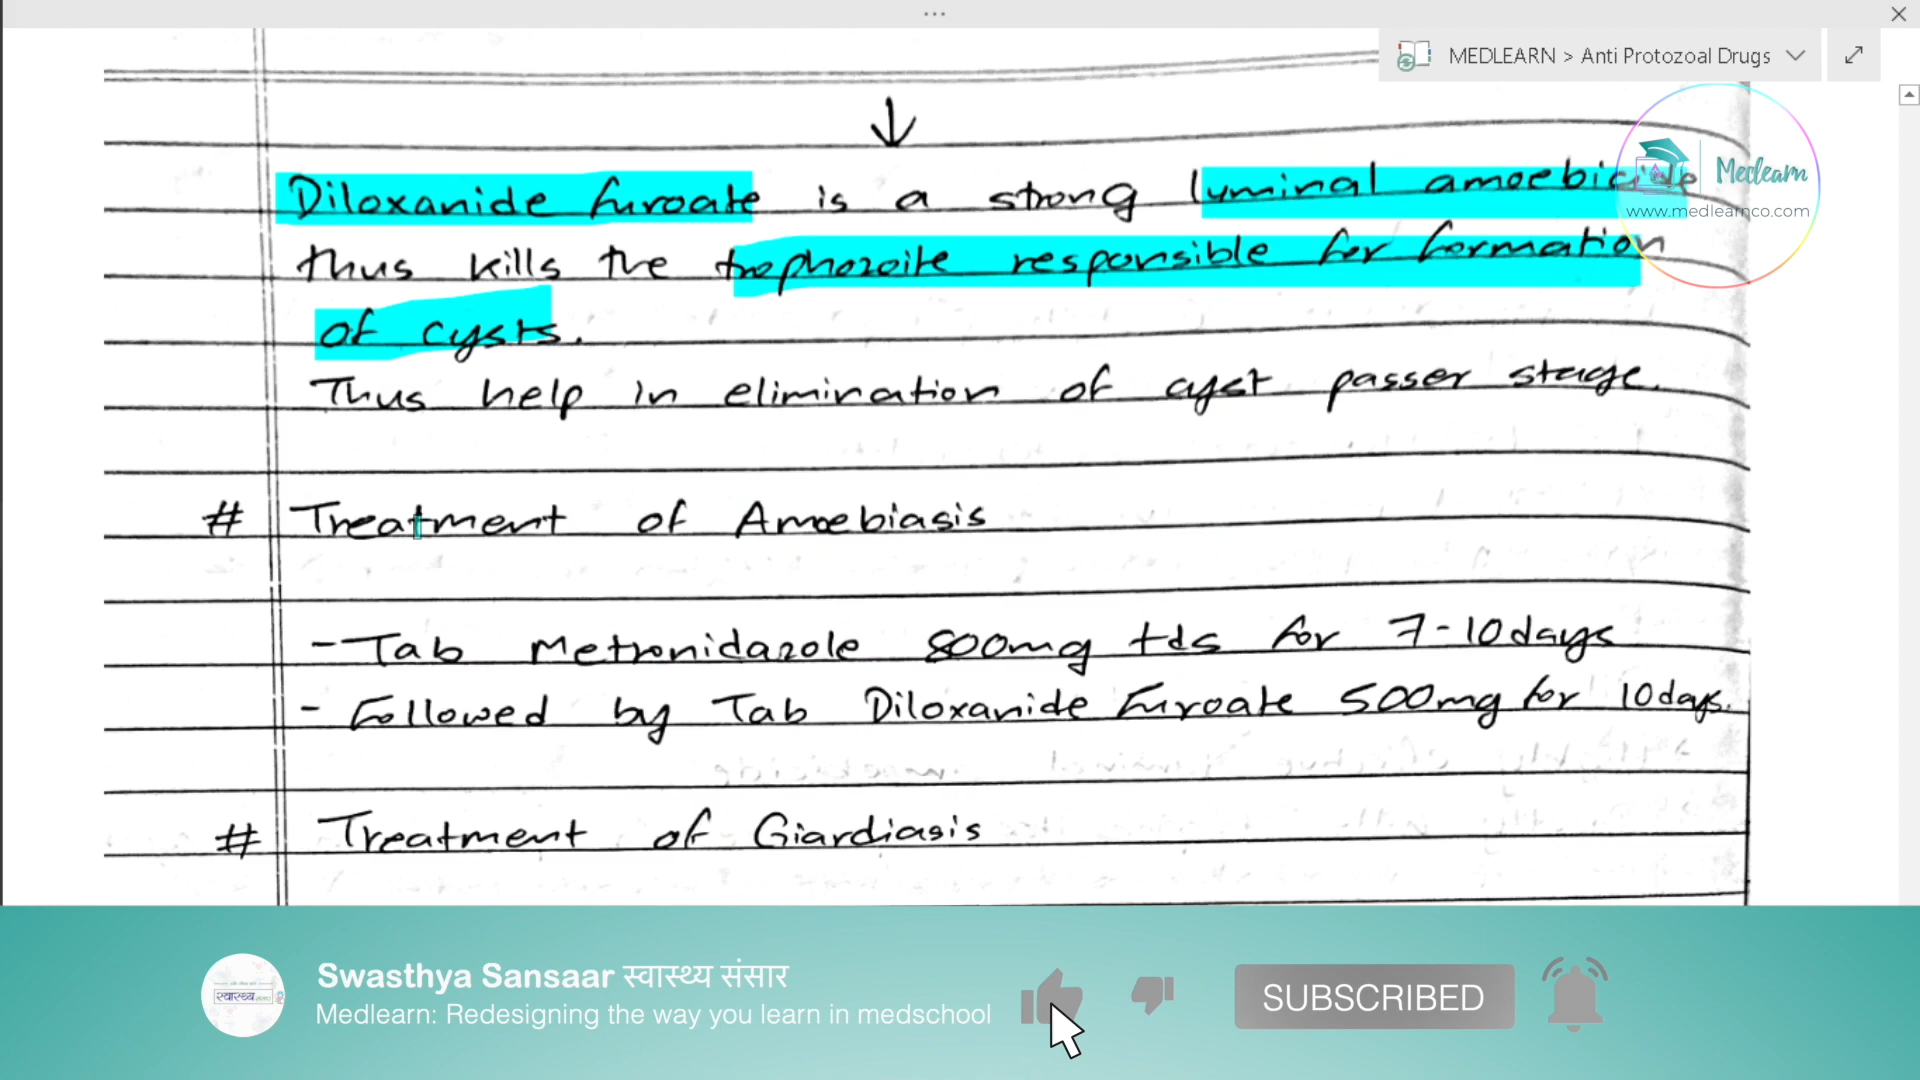 MEDLEARN > Anti Protozoal Drugs
Medlearn
www.medlearnco.com
Diloxanide furoate is a strong luminal amoebicide
thus kills the trophozoite responsible for formation
of cysts.
Thus help in elimination of cyst passer stage.
# Treatment of Amoebiasis
- Tab Metronidazole 800mg tds for 7-10days
- Followed by Tab Diloxanide Furoate 500mg for 10days.
# Treatment of Giardiasis
Swasthya Sansaar स्वास्थ्य संसार
Medlearn: Redesigning the way you learn in medschool
SUBSCRIBED